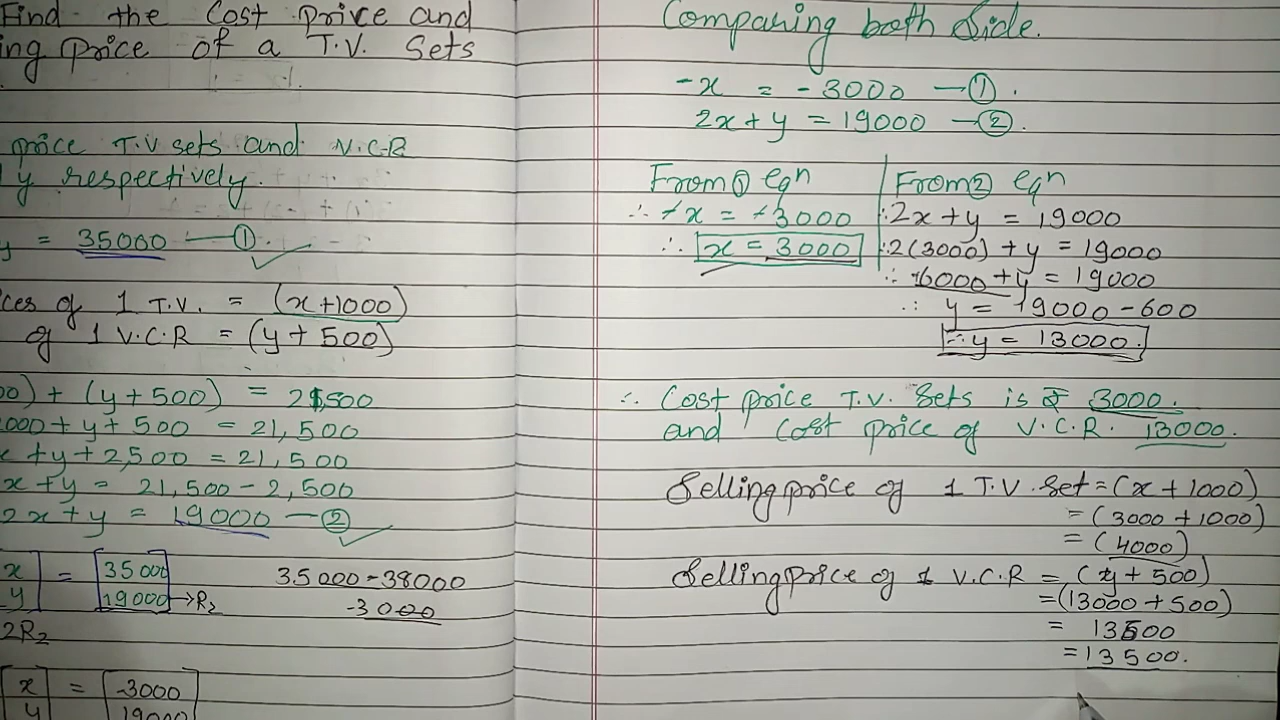 Find the Cost price and
ing price of a T.V. Sets
price T.V sets and V.C.R
y respectively.
y = 35000 — ①.
ces of 1 T.V. = (x+1000)
of 1 V.C.R = (y + 500)
00) + (y + 500) = 21,500
000 + y + 500 = 21,500
x + y + 2,500 = 21,500
x + y = 21,500 - 2,500
2x + y = 19000 — ②
x = 35000
y 19000 → R2
35000 - 38000
-3000
2R2
x = -3000
y 19000
Comparing both Side.
-x = -3000 — ①.
2x + y = 19000 — ②.
From ① eqn
∴ -x = -3000
∴ x = 3000
From ② eqn
∴ 2x + y = 19000
∴ 2(3000) + y = 19000
∴ 6000 + y = 19000
∴ y = 19000 - 600
∴ y = 13000.
∴ Cost price T.V. Sets is ₹ 3000.
and Cost price of V.C.R. 13000.
Selling price of 1 T.V. Set = (x + 1000)
= (3000 + 1000)
= (4000)
Selling price of 1 V.C.R = (y + 500)
= (13000 + 500)
= 13500
= 13500.